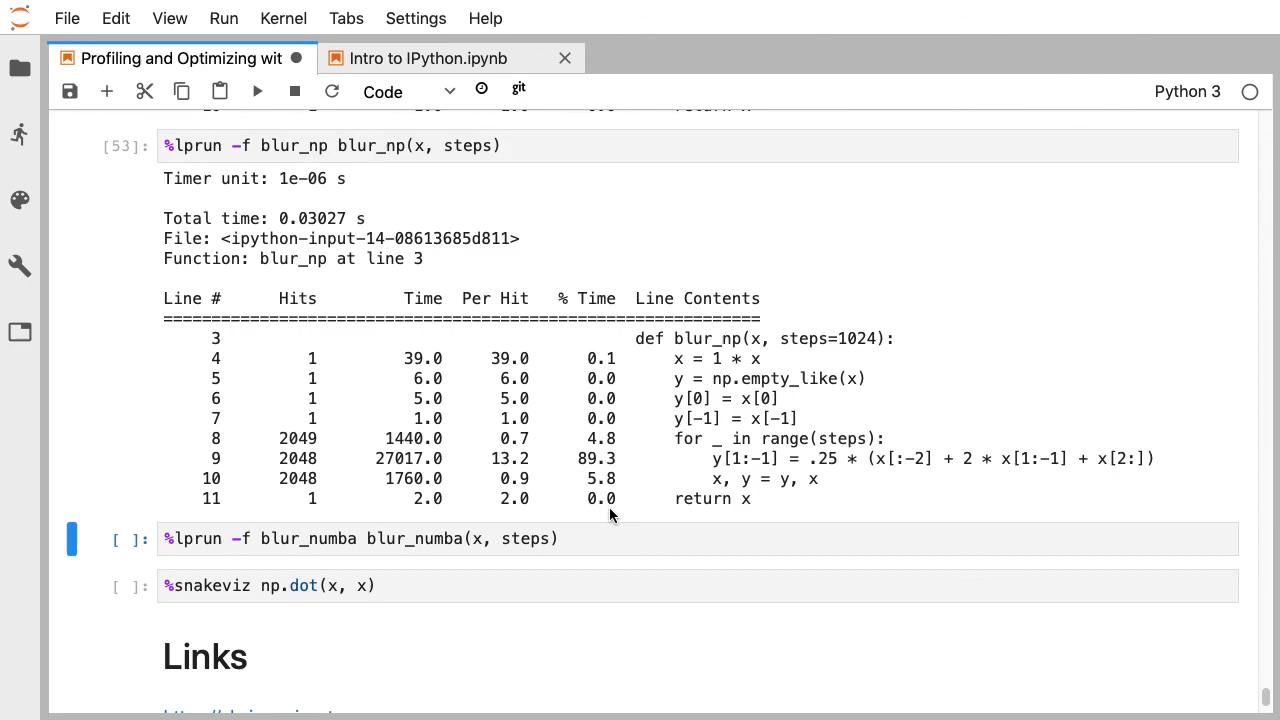 File Edit View Run Kernel Tabs Settings Help
Profiling and Optimizing wit
Intro to IPython.ipynb
Code
git
Python 3
[53]: %lprun -f blur_np blur_np(x, steps)
Timer unit: 1e-06 s
Total time: 0.03027 s
File: <ipython-input-14-08613685d811>
Function: blur_np at line 3
Line # Hits Time Per Hit % Time Line Contents
==============================================================
3 def blur_np(x, steps=1024):
4 1 39.0 39.0 0.1 x = 1 * x
5 1 6.0 6.0 0.0 y = np.empty_like(x)
6 1 5.0 5.0 0.0 y[0] = x[0]
7 1 1.0 1.0 0.0 y[-1] = x[-1]
8 2049 1440.0 0.7 4.8 for _ in range(steps):
9 2048 27017.0 13.2 89.3 y[1:-1] = .25 * (x[:-2] + 2 * x[1:-1] + x[2:])
10 2048 1760.0 0.9 5.8 x, y = y, x
11 1 2.0 2.0 0.0 return x
[ ]: %lprun -f blur_numba blur_numba(x, steps)
[ ]: %snakeviz np.dot(x, x)
Links